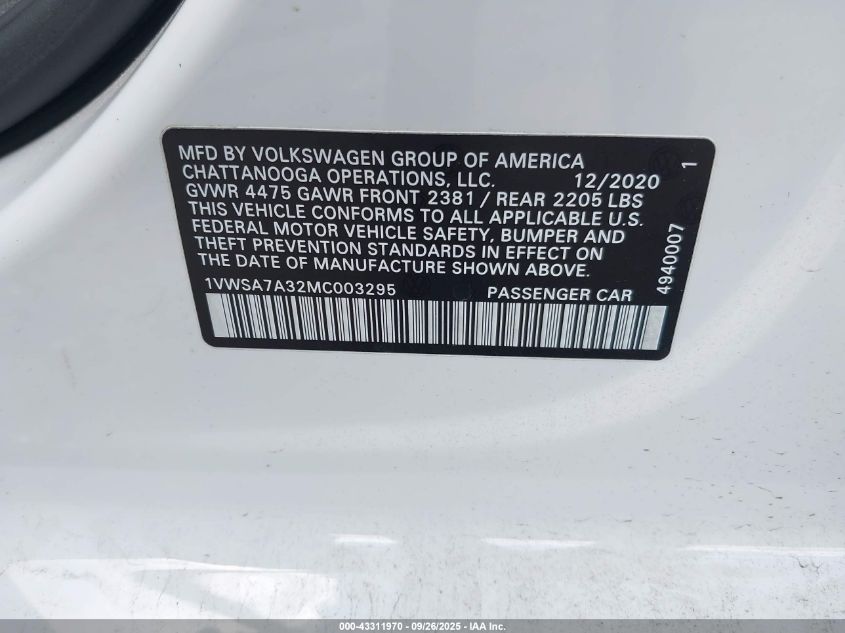 MFD BY VOLKSWAGEN GROUP OF AMERICA
CHATTANOOGA OPERATIONS, LLC. 12/2020
GVWR 4475 GAWR FRONT 2381 / REAR 2205 LBS
THIS VEHICLE CONFORMS TO ALL APPLICABLE U.S.
FEDERAL MOTOR VEHICLE SAFETY, BUMPER AND
THEFT PREVENTION STANDARDS IN EFFECT ON
THE DATE OF MANUFACTURE SHOWN ABOVE.
1VWSA7A32MC003295 PASSENGER CAR
4940007 1
000-43311970 - 09/26/2025 - IAA Inc.